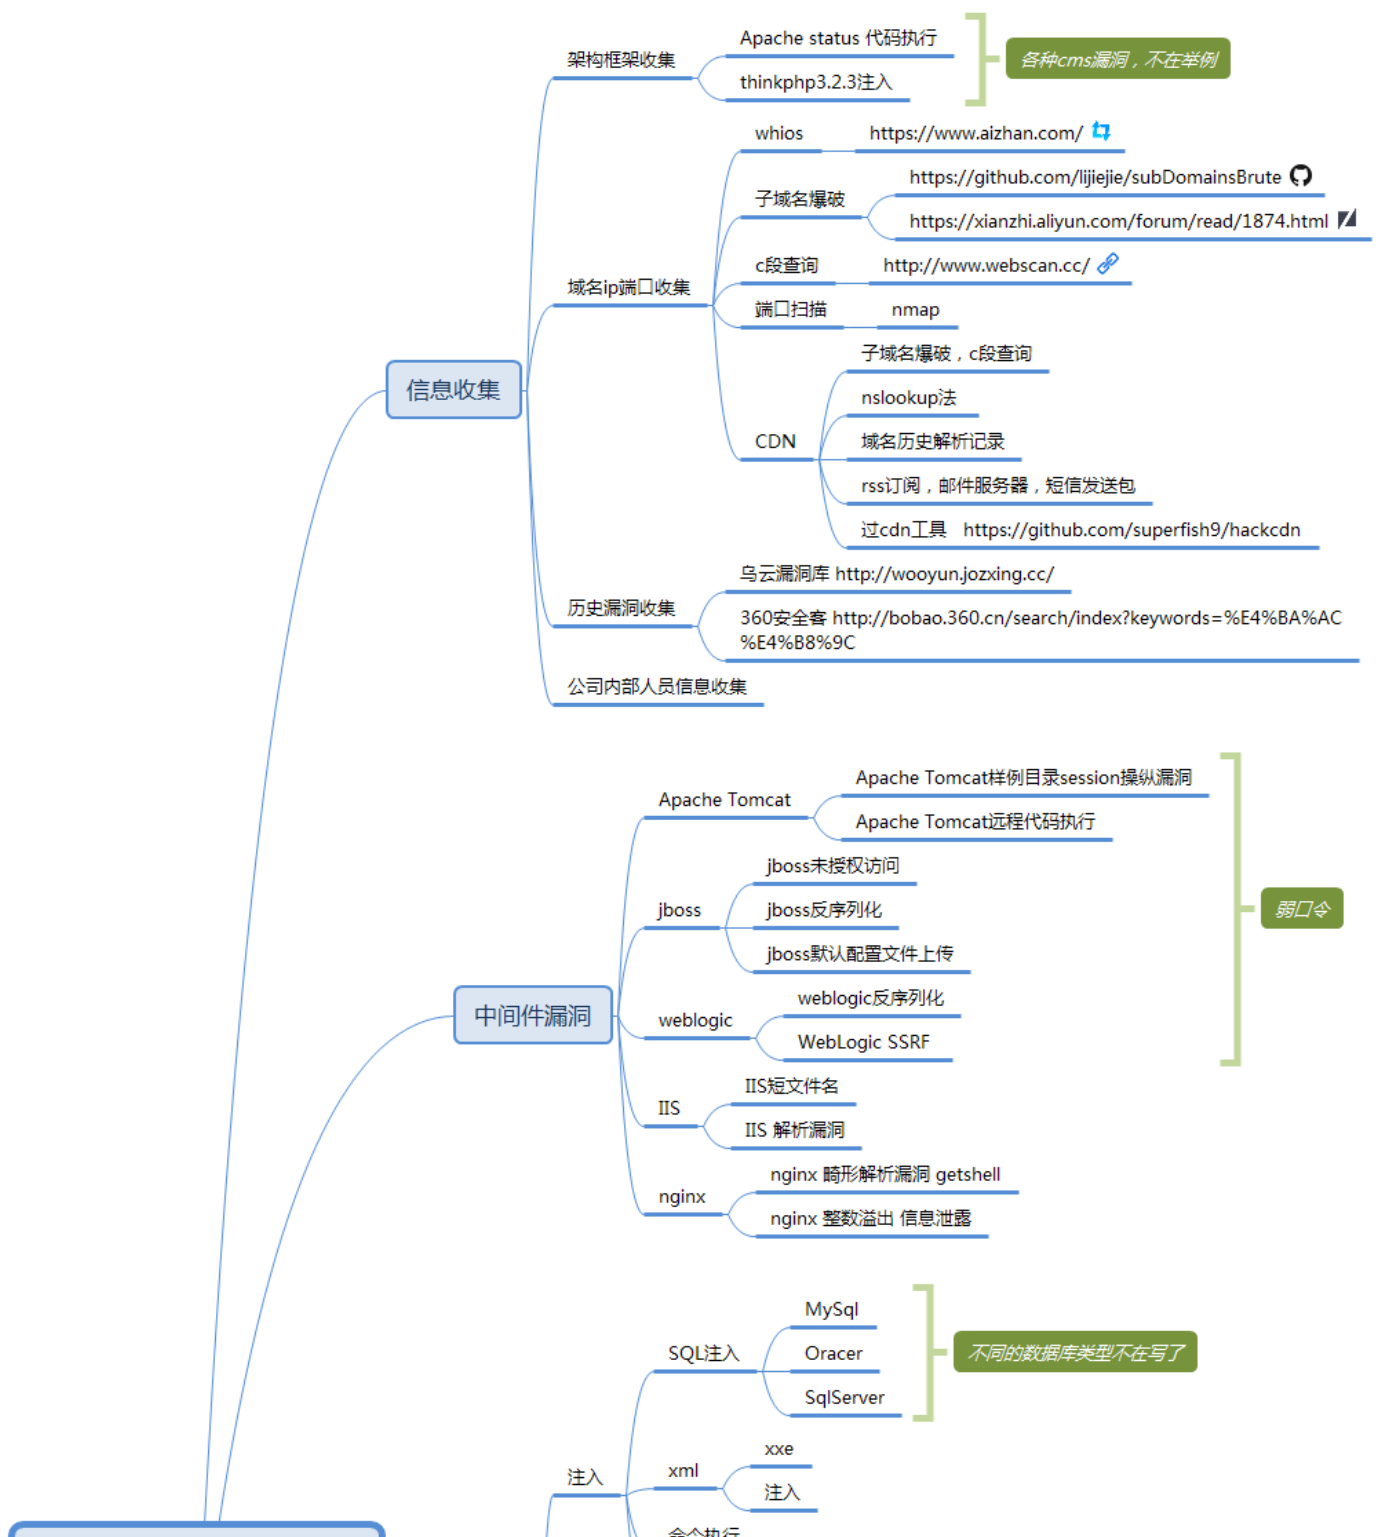 架构框架收集
Apache status 代码执行
thinkphp3.2.3注入
各种cms漏洞，不在举例
信息收集
域名ip端口收集
whios
https://www.aizhan.com/
子域名爆破
https://github.com/lijiejie/subDomainsBrute
https://xianzhi.aliyun.com/forum/read/1874.html
c段查询
http://www.webscan.cc/
端口扫描
nmap
CDN
子域名爆破，c段查询
nslookup法
域名历史解析记录
rss订阅，邮件服务器，短信发送包
过cdn工具 https://github.com/superfish9/hackcdn
历史漏洞收集
乌云漏洞库 http://wooyun.jozxing.cc/
360安全客 http://bobao.360.cn/search/index?keywords=%E4%BA%AC
%E4%B8%9C
公司内部人员信息收集
中间件漏洞
Apache Tomcat
Apache Tomcat样例目录session操纵漏洞
Apache Tomcat远程代码执行
jboss
jboss未授权访问
jboss反序列化
jboss默认配置文件上传
weblogic
weblogic反序列化
WebLogic SSRF
弱口令
IIS
IIS短文件名
IIS 解析漏洞
nginx
nginx 畸形解析漏洞 getshell
nginx 整数溢出 信息泄露
注入
SQL注入
MySql
Oracer
SqlServer
不同的数据库类型不在写了
xml
xxe
注入
命令执行